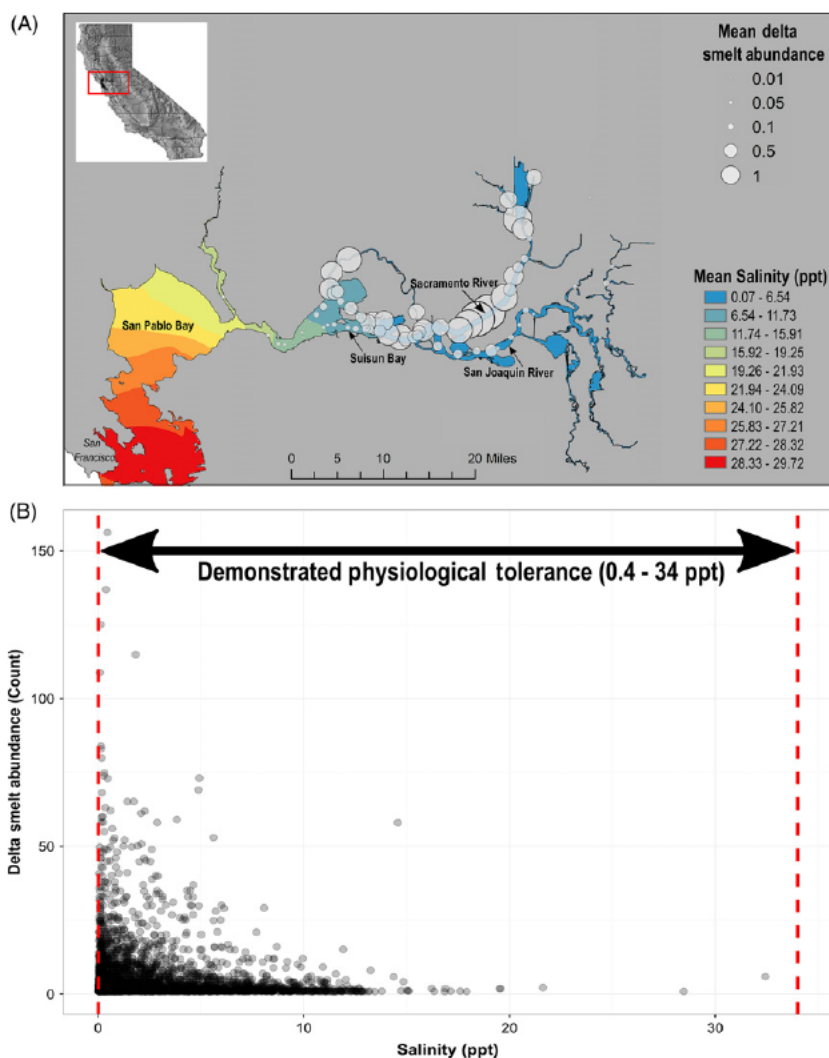 (A)
Mean delta
smelt abundance
0.01
0.05
0.1
0.5
1
Sacramento River
San Pablo Bay
Suisun Bay
San Joaquin River
San
Francisco
0 5 10 20 Miles
Mean Salinity (ppt)
0.07 - 6.54
6.54 - 11.73
11.74 - 15.91
15.92 - 19.25
19.26 - 21.93
21.94 - 24.09
24.10 - 25.82
25.83 - 27.21
27.22 - 28.32
28.33 - 29.72
(B)
Demonstrated physiological tolerance (0.4 - 34 ppt)
Delta smelt abundance (Count)
150
100
50
0
0 10 20 30
Salinity (ppt)